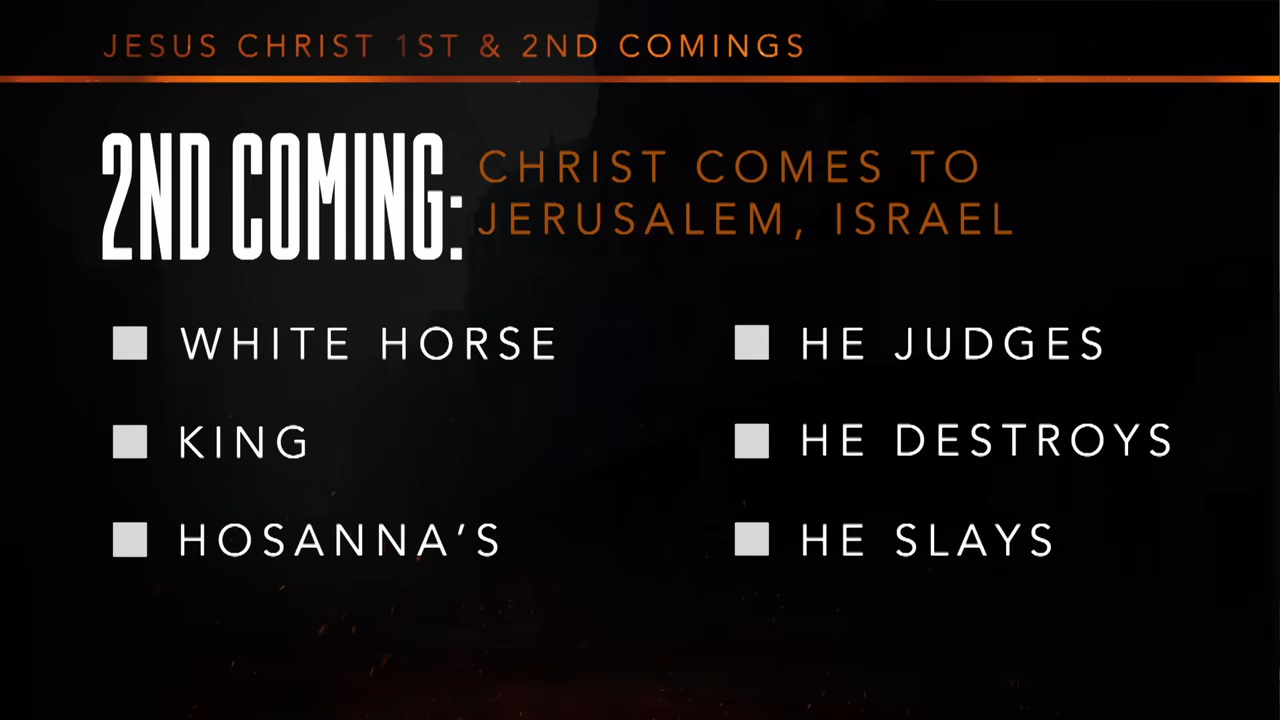 JESUS CHRIST 1ST & 2ND COMINGS
2ND COMING:
CHRIST COMES TO
JERUSALEM, ISRAEL
WHITE HORSE
KING
HOSANNA’S
HE JUDGES
HE DESTROYS
HE SLAYS